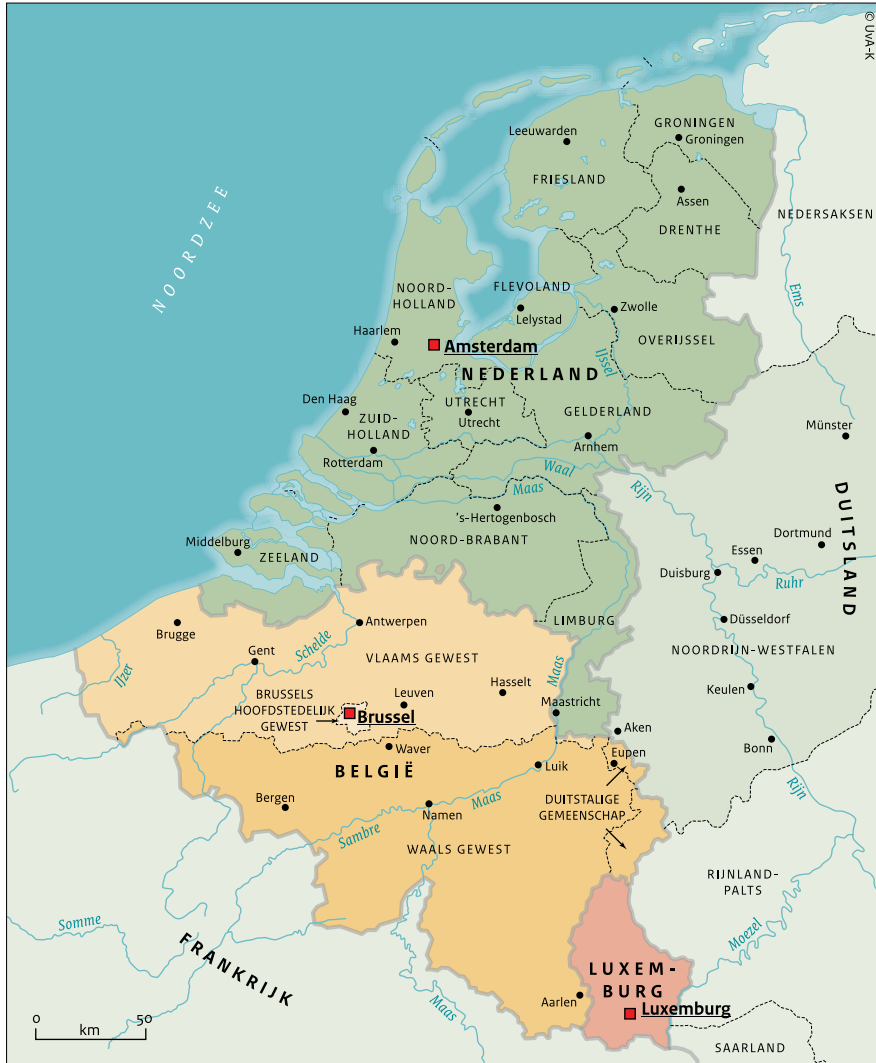 © UvA-K
NOORDZEE
GRONINGEN
Groningen
Leeuwarden
FRIESLAND
Assen
DRENTHE
NEDERSAKSEN
Ems
NOORD-
HOLLAND
FLEVOLAND
Lelystad
Zwolle
OVERIJSSEL
Haarlem
Amsterdam
NEDERLAND
IJssel
Den Haag
ZUID-
HOLLAND
UTRECHT
Utrecht
GELDERLAND
Arnhem
Münster
Rotterdam
Waal
Maas
Rijn
's-Hertogenbosch
NOORD-BRABANT
DUITSLAND
Dortmund
Essen
Duisburg
Ruhr
Middelburg
ZEELAND
LIMBURG
Düsseldorf
NOORDRIJN-WESTFALEN
Brugge
Antwerpen
Schelde
Gent
IJzer
VLAAMS GEWEST
Maas
Hasselt
Leuven
BRUSSELS
HOOFDSTEDELIJK
GEWEST
Brussel
Maastricht
Keulen
Aken
Bonn
Rijn
Waver
BELGIË
Luik
Eupen
Bergen
Maas
Namen
DUITSTALIGE
GEMEENSCHAP
Sambre
WAALS GEWEST
RIJNLAND-
PALTS
Moezel
Somme
FRANKRIJK
Maas
LUXEM-
BURG
Aarlen
Luxemburg
SAARLAND
0 50
km